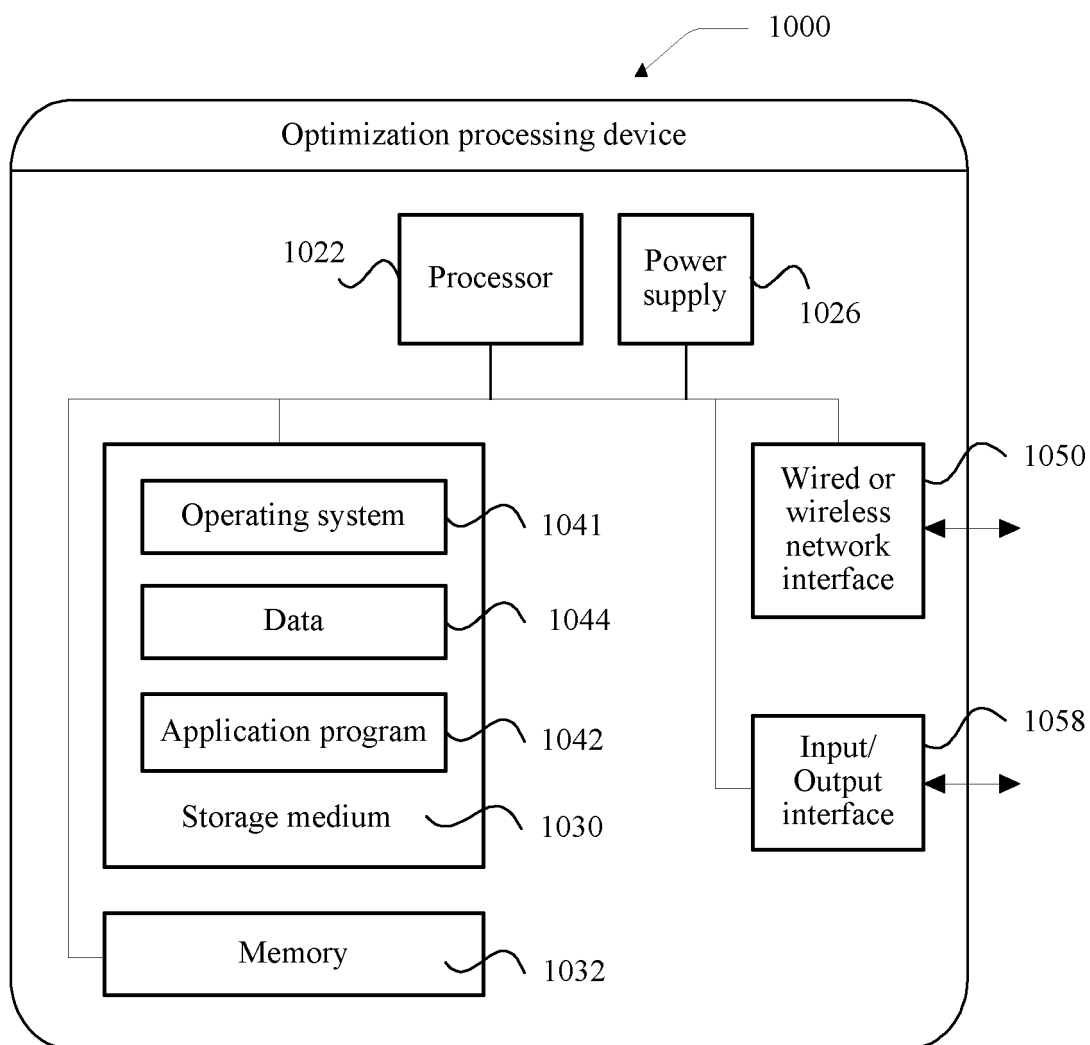 1000
Optimization processing device
1022
Processor
Power
supply
1026
Operating system
1041
Data
1044
Application program
1042
Storage medium
1030
Memory
1032
Wired or
wireless
network
interface
1050
Input/
Output
interface
1058